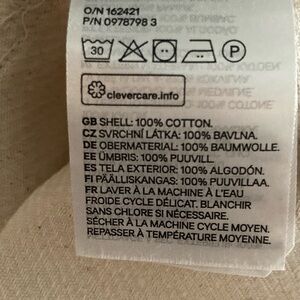 O/N 162421
P/N 0978798 3
30
P
clevercare.info
GB SHELL: 100% COTTON.
CZ SVRCHNÍ LÁTKA: 100% BAVLNA.
DE OBERMATERIAL: 100% BAUMWOLLE.
EE ÜMBRIS: 100% PUUVILL.
ES TELA EXTERIOR: 100% ALGODÓN.
FI PÄÄLLISKANGAS: 100% PUUVILLAA.
FR LAVER À LA MACHINE À L'EAU
FROIDE CYCLE DÉLICAT. BLANCHIR
SANS CHLORE SI NÉCESSAIRE.
SÉCHER À LA MACHINE CYCLE MOYEN.
REPASSER À TEMPÉRATURE MOYENNE.